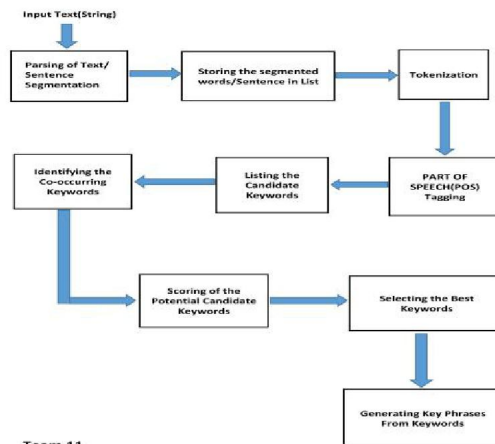 Input Text(String)
Parsing of Text/
Sentence
Segmentation
Storing the segmented
words/Sentence in List
Tokenization
Identifying the
Co-occurring
Keywords
Listing the
Candidate
Keywords
PART OF
SPEECH(POS)
Tagging
Scoring of the
Potential Candidate
Keywords
Selecting the Best
Keywords
Generating Key Phrases
From Keywords
Team 11